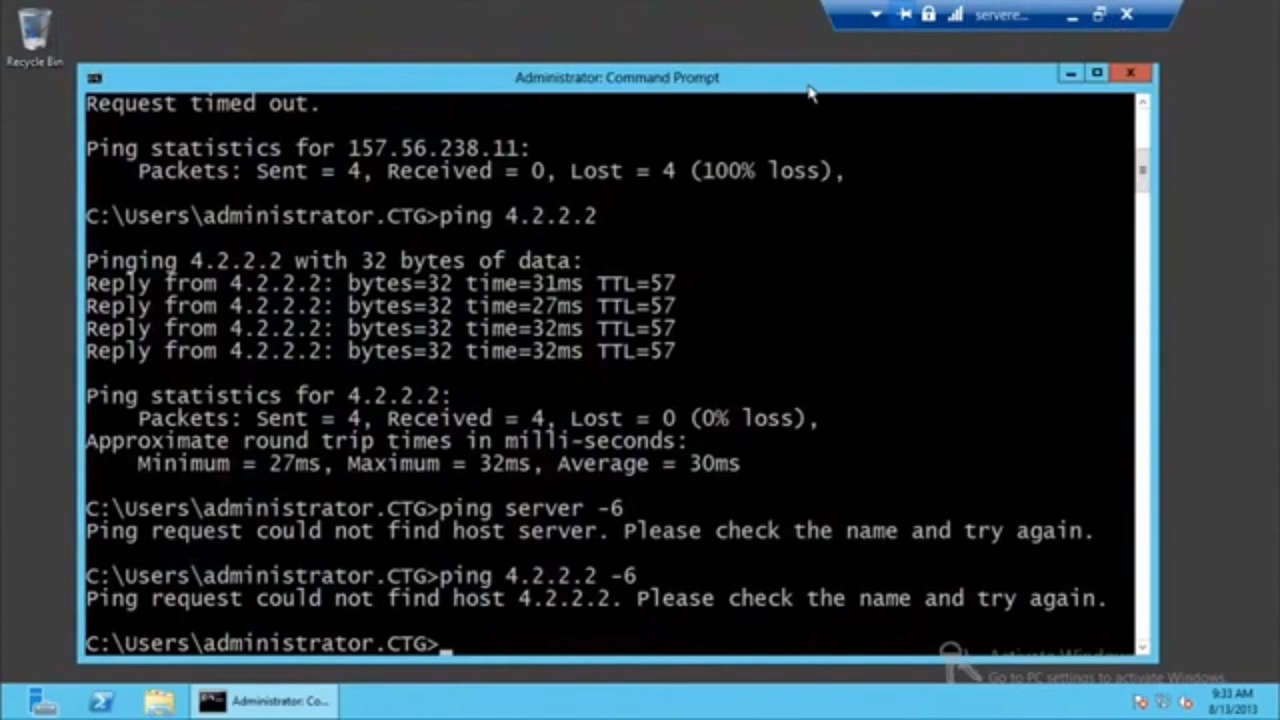 servere...
Recycle Bin
Administrator: Command Prompt
Request timed out.
Ping statistics for 157.56.238.11:
Packets: Sent = 4, Received = 0, Lost = 4 (100% loss),
C:\Users\administrator.CTG>ping 4.2.2.2
Pinging 4.2.2.2 with 32 bytes of data:
Reply from 4.2.2.2: bytes=32 time=31ms TTL=57
Reply from 4.2.2.2: bytes=32 time=27ms TTL=57
Reply from 4.2.2.2: bytes=32 time=32ms TTL=57
Reply from 4.2.2.2: bytes=32 time=32ms TTL=57
Ping statistics for 4.2.2.2:
Packets: Sent = 4, Received = 4, Lost = 0 (0% loss),
Approximate round trip times in milli-seconds:
Minimum = 27ms, Maximum = 32ms, Average = 30ms
C:\Users\administrator.CTG>ping server -6
Ping request could not find host server. Please check the name and try again.
C:\Users\administrator.CTG>ping 4.2.2.2 -6
Ping request could not find host 4.2.2.2. Please check the name and try again.
C:\Users\administrator.CTG>_
Activate Windows
Go to PC settings to activate Windows.
Administrator: Co...
9:33 AM
8/13/2013